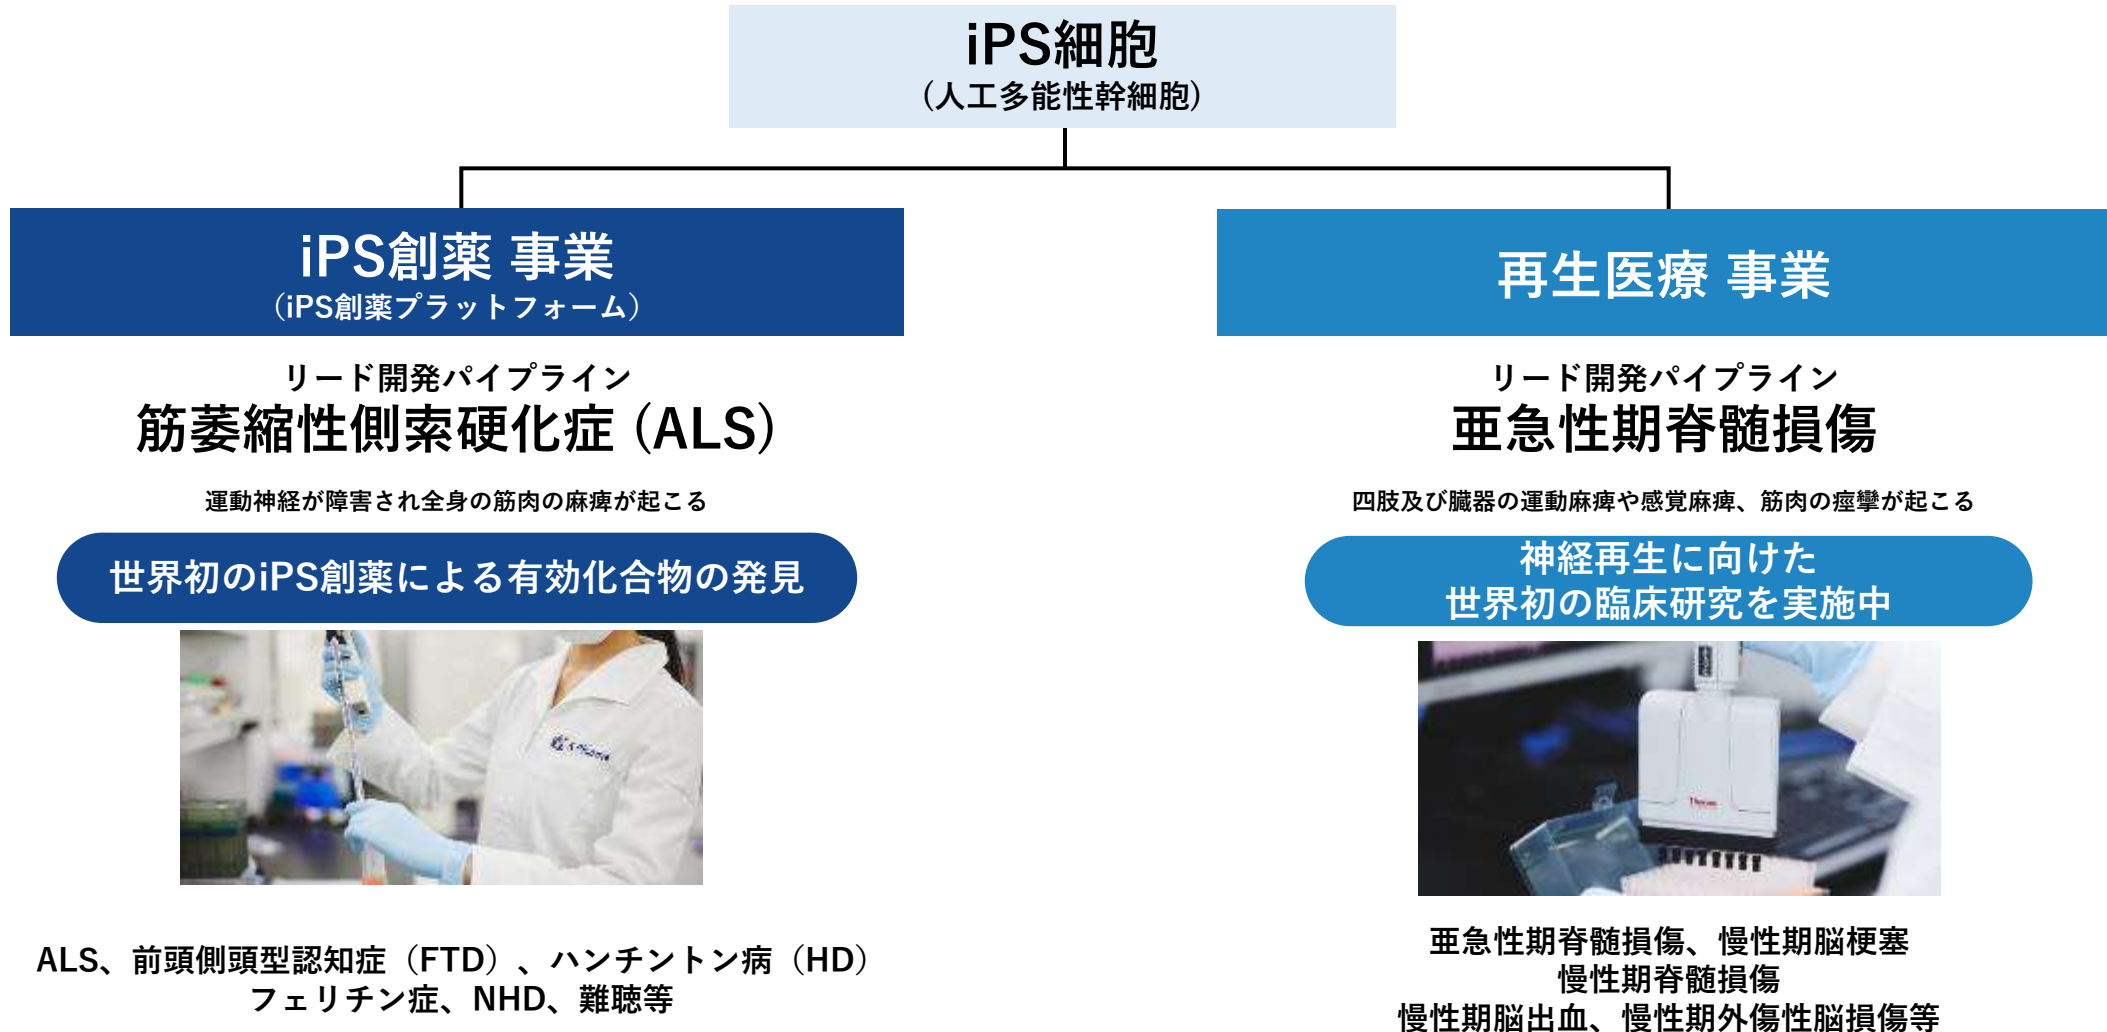 iPS細胞
(人工多能性幹細胞)
iPS創薬 事業
(iPS創薬プラットフォーム)
リード開発パイプライン
筋萎縮性側索硬化症 (ALS)
運動神経が障害され全身の筋肉の麻痺が起こる
世界初のiPS創薬による有効化合物の発見
ALS、前頭側頭型認知症（FTD）、ハンチントン病（HD）
フェリチン症、NHD、難聴等
再生医療 事業
リード開発パイプライン
亜急性期脊髄損傷
四肢及び臓器の運動麻痺や感覚麻痺、筋肉の痙攣が起こる
神経再生に向けた
世界初の臨床研究を実施中
Thermo
亜急性期脊髄損傷、慢性期脳梗塞
慢性期脊髄損傷
慢性期脳出血、慢性期外傷性脳損傷等